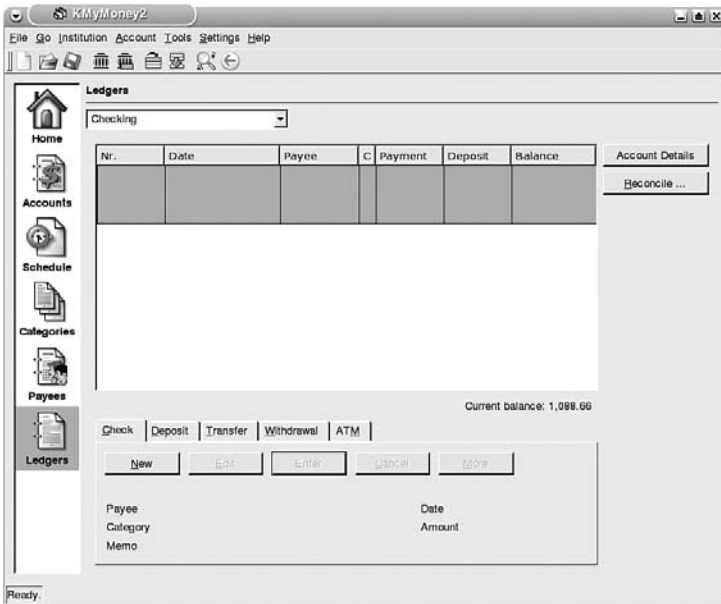 KMyMoney2
File Go Institution Account Tools Settings Help
Ledgers
Checking
Home
Accounts
Schedule
Categories
Payees
Ledgers
Nr. Date Payee C Payment Deposit Balance
Account Details
Reconcile ...
Current balance: 1,088.66
Check Deposit Transfer Withdrawal ATM
New Edit Enter Cancel More
Payee Date
Category Amount
Memo
Ready.